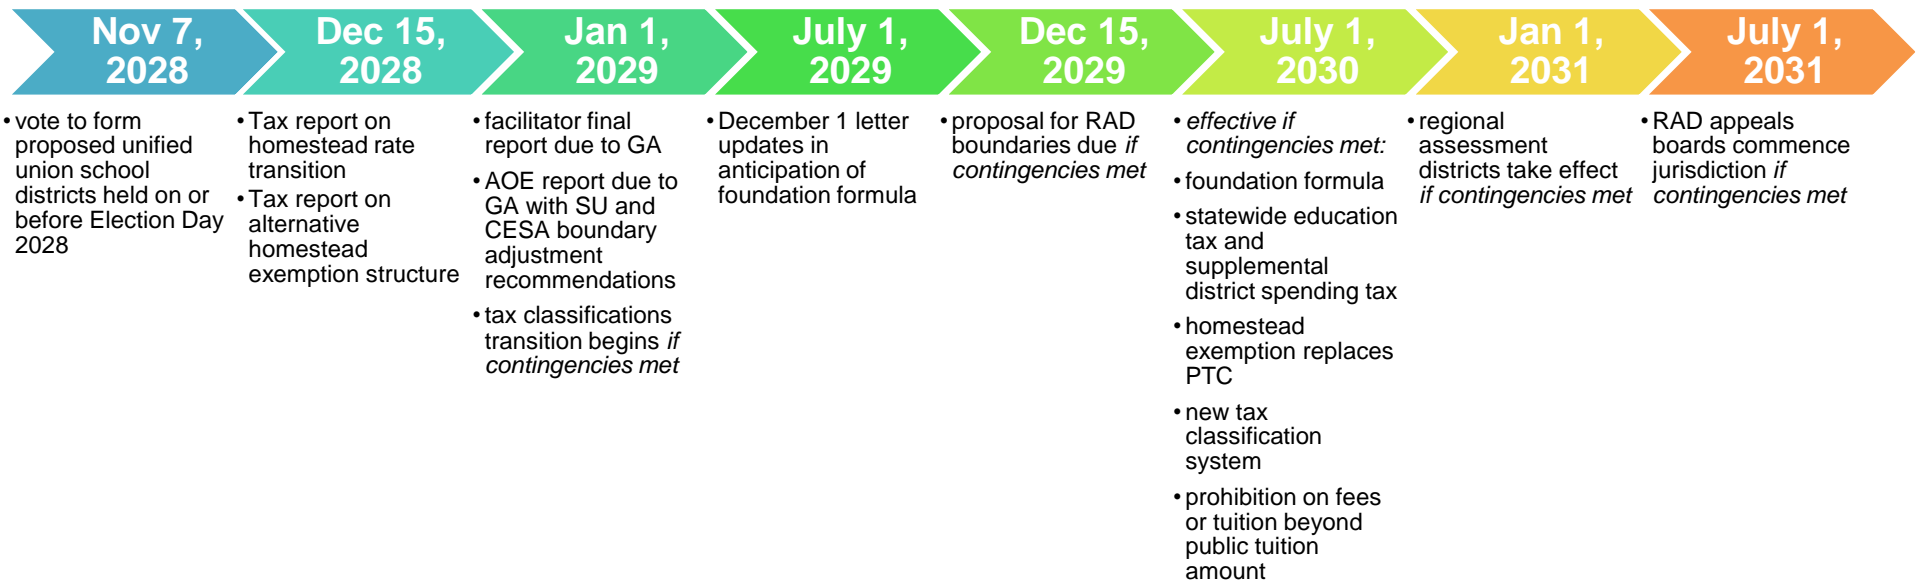 Nov 7,
2028
• vote to form
proposed unified
union school
districts held on or
before Election Day
2028
Dec 15,
2028
• Tax report on
homestead rate
transition
• Tax report on
alternative
homestead
exemption structure
Jan 1,
2029
• facilitator final
report due to GA
• AOE report due to
GA with SU and
CESA boundary
adjustment
recommendations
• tax classifications
transition begins if
contingencies met
July 1,
2029
• December 1 letter
updates in
anticipation of
foundation formula
Dec 15,
2029
• proposal for RAD
boundaries due if
contingencies met
July 1,
2030
• effective if
contingencies met:
• foundation formula
• statewide education
tax and
supplemental
district spending tax
• homestead
exemption replaces
PTC
• new tax
classification
system
• prohibition on fees
or tuition beyond
public tuition
amount
Jan 1,
2031
• regional
assessment
districts take effect
if contingencies met
July 1,
2031
• RAD appeals
boards commence
jurisdiction if
contingencies met